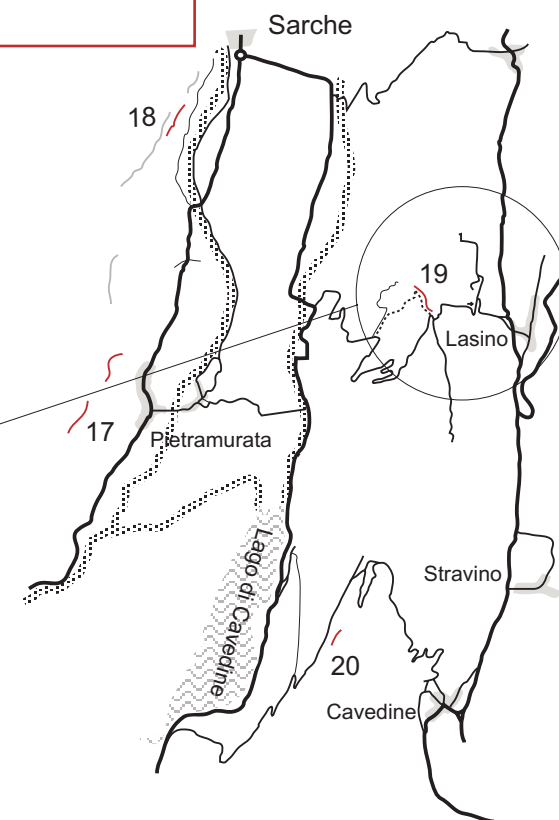 Sarche
18
19
Lasino
17
Pietramurata
Lago di Cavedine
Stravino
20
Cavedine